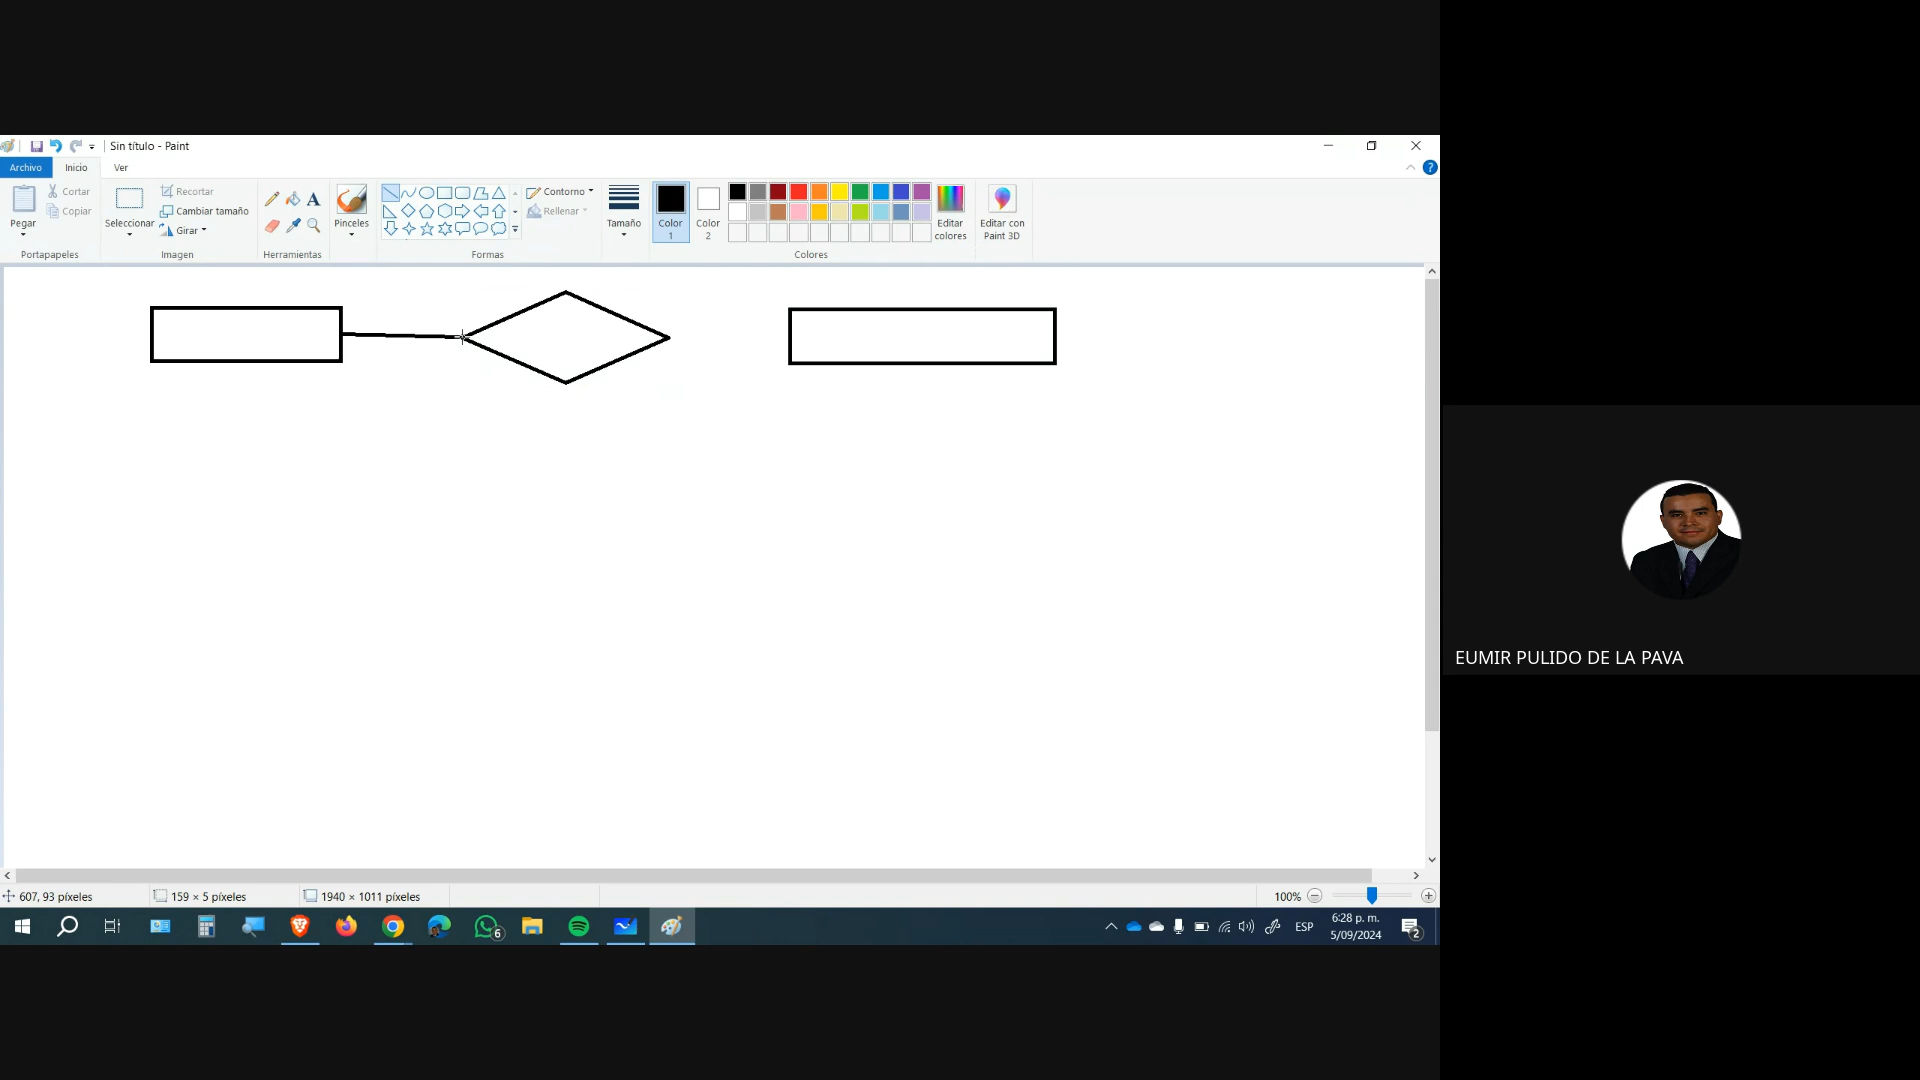 Sin título - Paint
Archivo Inicio Ver
Pegar
Cortar
Copiar
Portapapeles
Seleccionar
Recortar
Cambiar tamaño
Girar
Imagen
A
Herramientas
Pinceles
Contorno
Rellenar
Formas
Tamaño
Color
1
Color
2
Editar
colores
Colores
Editar con
Paint 3D
?
EUMIR PULIDO DE LA PAVA
607, 93 píxeles
159 × 5 píxeles
1940 × 1011 píxeles
100%
6
ESP
6:28 p. m.
5/09/2024
2